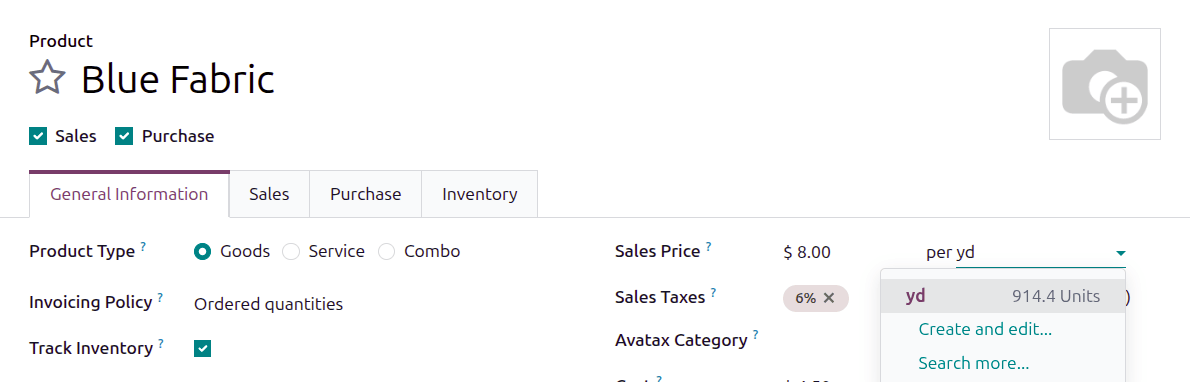 Product
Blue Fabric
Sales Purchase
General Information Sales Purchase Inventory
Product Type ? Goods Service Combo Sales Price ? $ 8.00 per yd
Invoicing Policy ? Ordered quantities Sales Taxes ? 6% × yd 914.4 Units )
Create and edit...
Track Inventory ? Avatax Category ?
Search more...